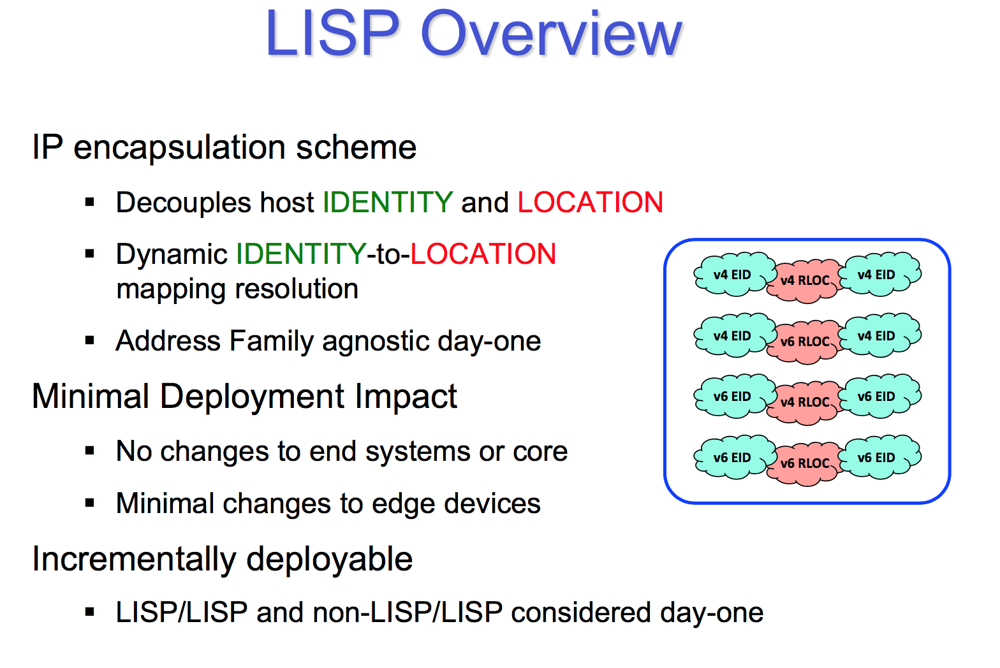 LISP Overview
IP encapsulation scheme
▪ Decouples host IDENTITY and LOCATION
▪ Dynamic IDENTITY-to-LOCATION
mapping resolution
▪ Address Family agnostic day-one
Minimal Deployment Impact
▪ No changes to end systems or core
▪ Minimal changes to edge devices
Incrementally deployable
▪ LISP/LISP and non-LISP/LISP considered day-one
v4 EID v4 RLOC v4 EID
v4 EID v6 RLOC v4 EID
v6 EID v4 RLOC v6 EID
v6 EID v6 RLOC v6 EID